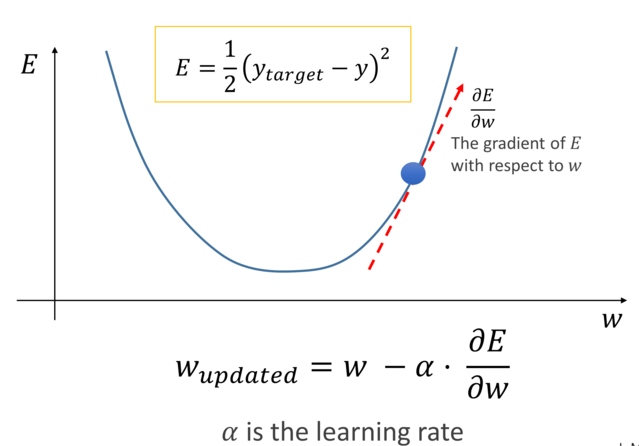 E
E = 1/2 (y_target − y)^2
∂E/∂w
The gradient of E
with respect to w
w
w_updated = w − α · ∂E/∂w
α is the learning rate